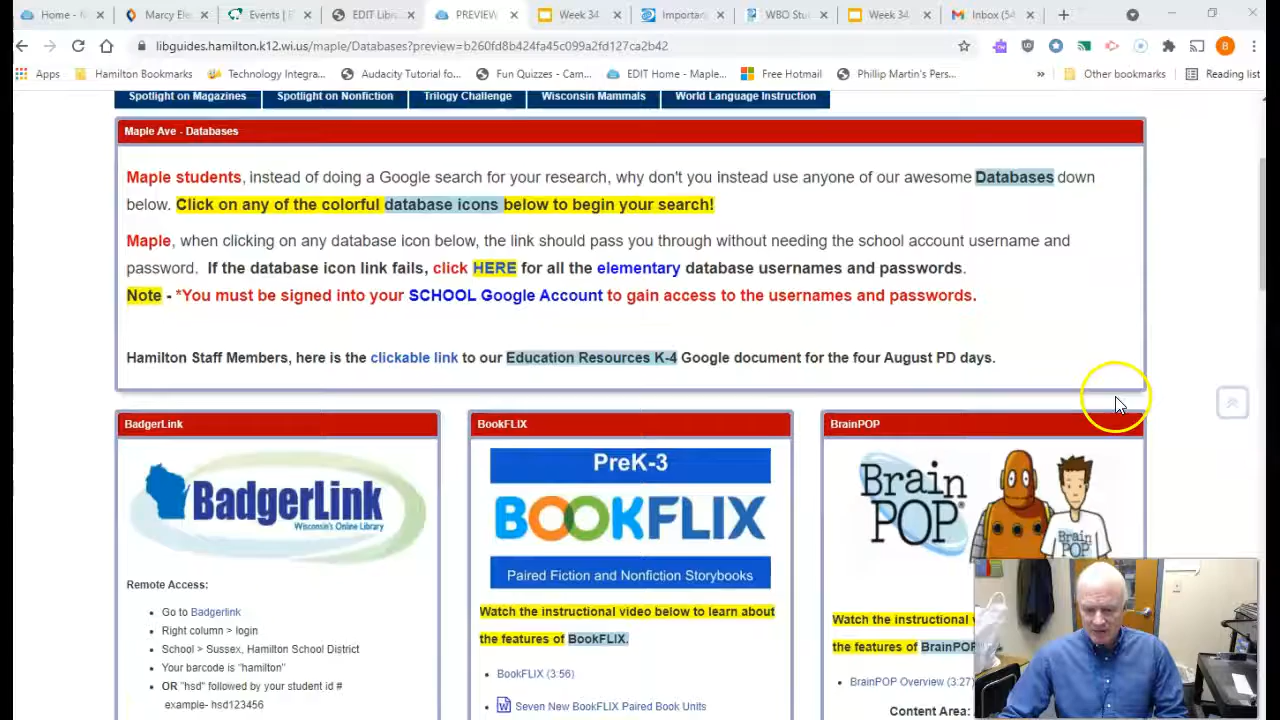 Home - N
Marcy Ele
Events | E
EDIT Libra
PREVIEW
Week 34
Importan
WBO Stu
Week 34
Inbox (54
libguides.hamilton.k12.wi.us/maple/Databases?preview=b260fd8b424fa45c099a2fd127ca2b42
Apps
Hamilton Bookmarks
Technology Integra...
Audacity Tutorial fo...
Fun Quizzes - Cam...
EDIT Home - Maple...
Free Hotmail
Phillip Martin's Pers...
»
Other bookmarks
Reading list
Spotlight on Magazines
Spotlight on Nonfiction
Trilogy Challenge
Wisconsin Mammals
World Language Instruction
Maple Ave - Databases
Maple students, instead of doing a Google search for your research, why don't you instead use anyone of our awesome Databases down
below. Click on any of the colorful database icons below to begin your search!
Maple, when clicking on any database icon below, the link should pass you through without needing the school account username and
password. If the database icon link fails, click HERE for all the elementary database usernames and passwords.
Note - *You must be signed into your SCHOOL Google Account to gain access to the usernames and passwords.
Hamilton Staff Members, here is the clickable link to our Education Resources K-4 Google document for the four August PD days.
BadgerLink
BadgerLink
Wisconsin's Online Library
Remote Access:
• Go to Badgerlink
• Right column > login
• School > Sussex, Hamilton School District
• Your barcode is "hamilton"
• OR "hsd" followed by your student id #
example- hsd123456
BookFLIX
PreK-3
BOOKFLIX
Paired Fiction and Nonfiction Storybooks
Watch the instructional video below to learn about
the features of BookFLIX.
• BookFLIX (3:56)
• Seven New BookFLIX Paired Book Units
BrainPOP
Brain
POP
BRAIN
POP
Watch the instructional
the features of BrainPOP
• BrainPOP Overview (3:27)
Content Area: